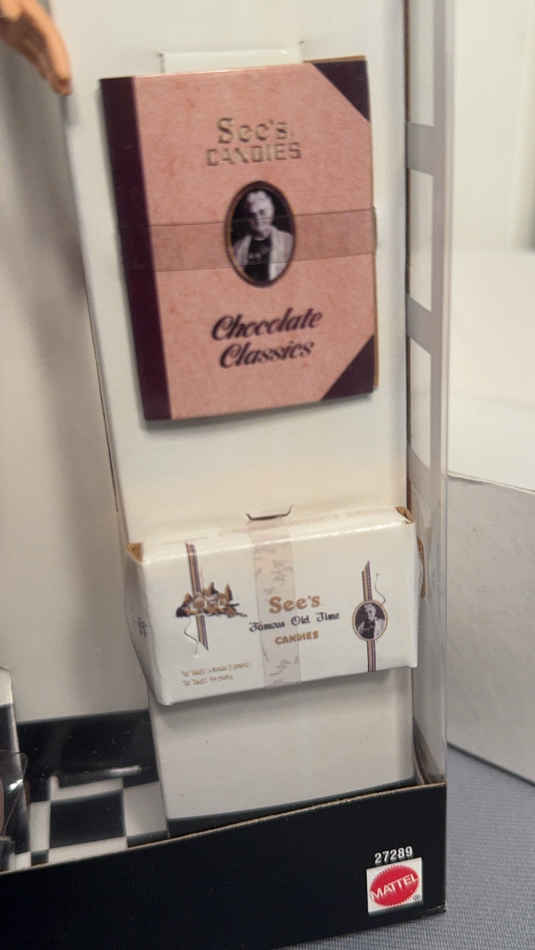 See's
CANDIES
Chocolate
Classics
See's
Famous Old Time
CANDIES
27289
MATTEL